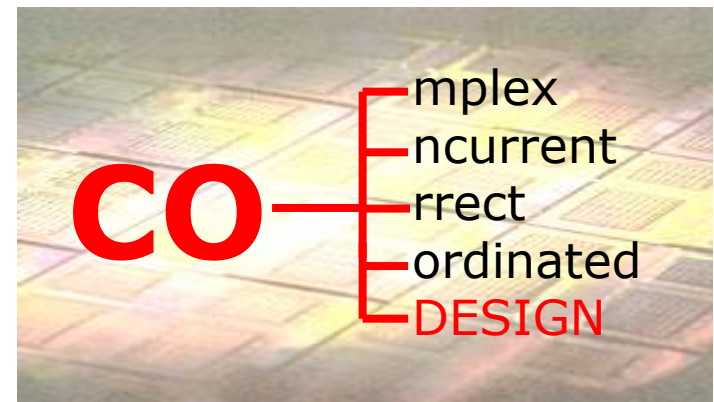 CO
mplex
ncurrent
rrect
ordinated
DESIGN